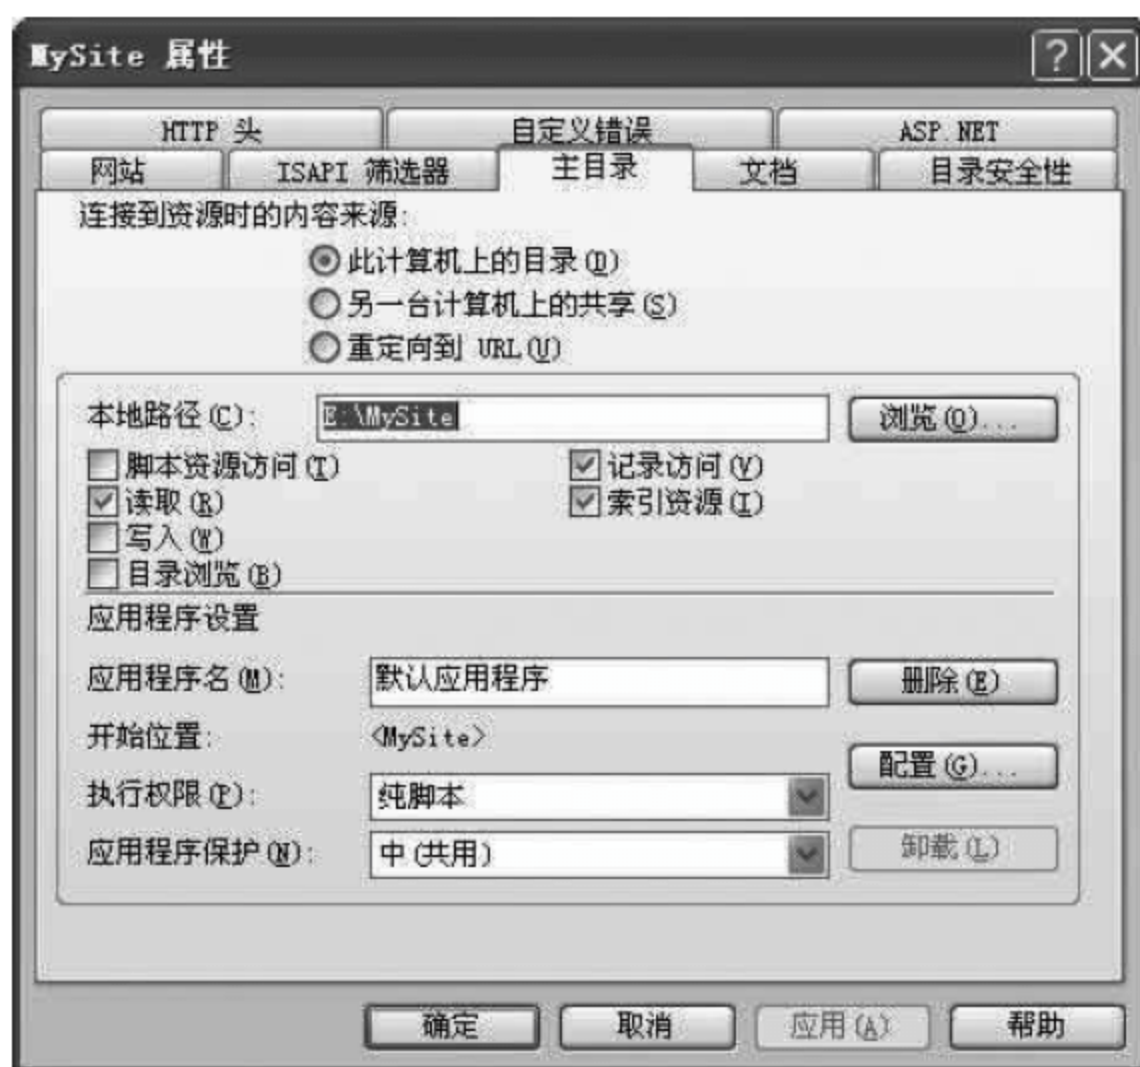 MySite 属性
HTTP 头 自定义错误 ASP.NET
网站 ISAPI 筛选器 主目录 文档 目录安全性
连接到资源时的内容来源:
此计算机上的目录(D)
另一台计算机上的共享(S)
重定向到 URL(U)
本地路径(C): E:\MySite 浏览(O)...
脚本资源访问(T) 记录访问(V)
读取(R) 索引资源(I)
写入(W)
目录浏览(B)
应用程序设置
应用程序名(M): 默认应用程序 删除(E)
开始位置: <MySite>
配置(G)...
执行权限(P): 纯脚本
应用程序保护(N): 中(共用) 卸载(L)
确定 取消 应用(A) 帮助